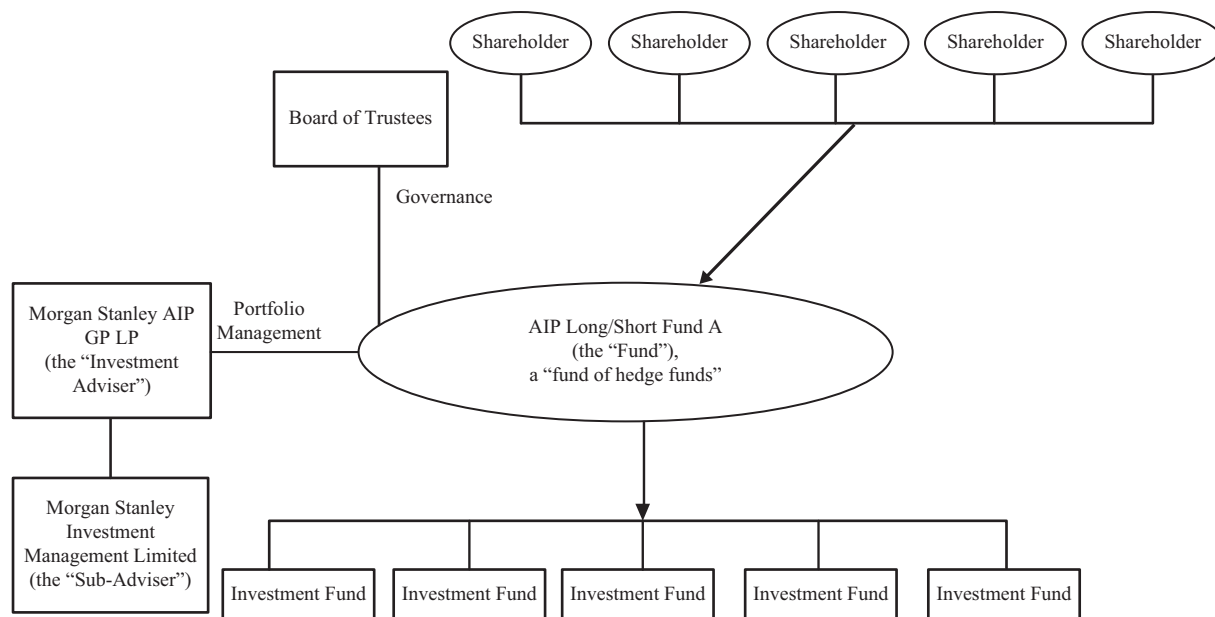 Shareholder
Shareholder
Shareholder
Shareholder
Shareholder
Board of Trustees
Governance
Morgan Stanley AIP
GP LP
(the “Investment
Adviser”)
Portfolio
Management
AIP Long/Short Fund A
(the “Fund”),
a “fund of hedge funds”
Morgan Stanley
Investment
Management Limited
(the “Sub-Adviser”)
Investment Fund
Investment Fund
Investment Fund
Investment Fund
Investment Fund